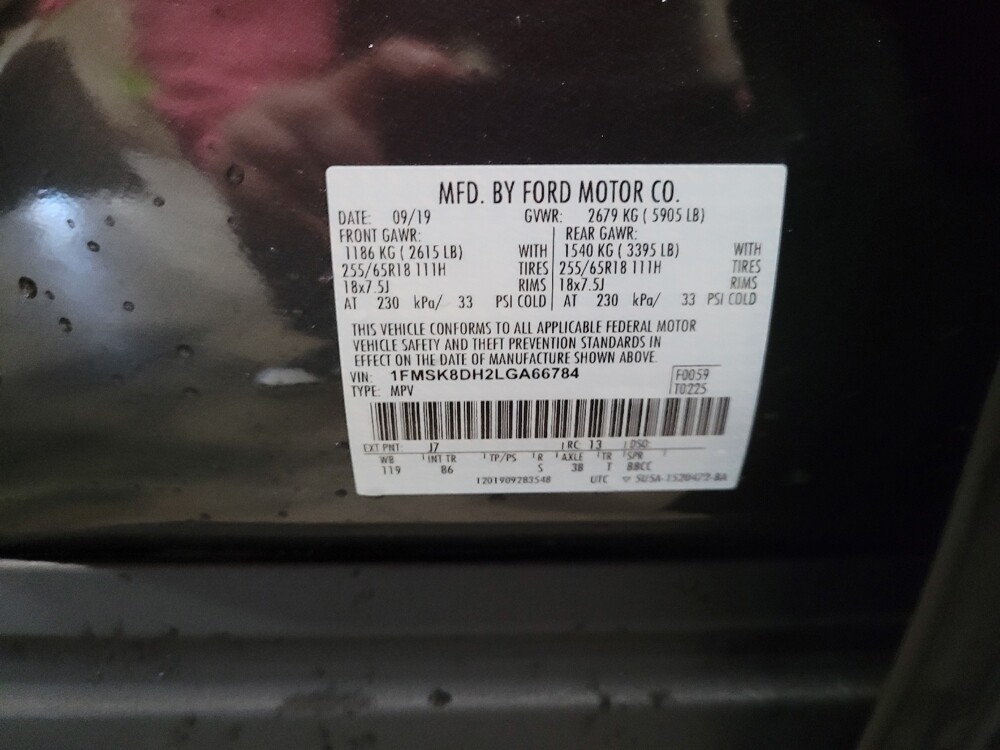 MFD. BY FORD MOTOR CO.
DATE: 09/19 GVWR: 2679 KG ( 5905 LB)
FRONT GAWR: REAR GAWR:
1186 KG ( 2615 LB) WITH 1540 KG ( 3395 LB) WITH
255/65R18 111H TIRES 255/65R18 111H TIRES
18x7.5J RIMS 18x7.5J RIMS
AT 230 kPa/ 33 PSI COLD AT 230 kPa/ 33 PSI COLD
THIS VEHICLE CONFORMS TO ALL APPLICABLE FEDERAL MOTOR
VEHICLE SAFETY AND THEFT PREVENTION STANDARDS IN
EFFECT ON THE DATE OF MANUFACTURE SHOWN ABOVE.
VIN: 1FMSK8DH2LGA66784 F0059
TYPE: MPV T0225
EXT PNT: J7 RC: 13 DSO:
WB INT TR TP/PS R AXLE TR SPR
119 86 S 3B T BBCC
1201909283548 UTC ▽ SU5A-1520472-BA